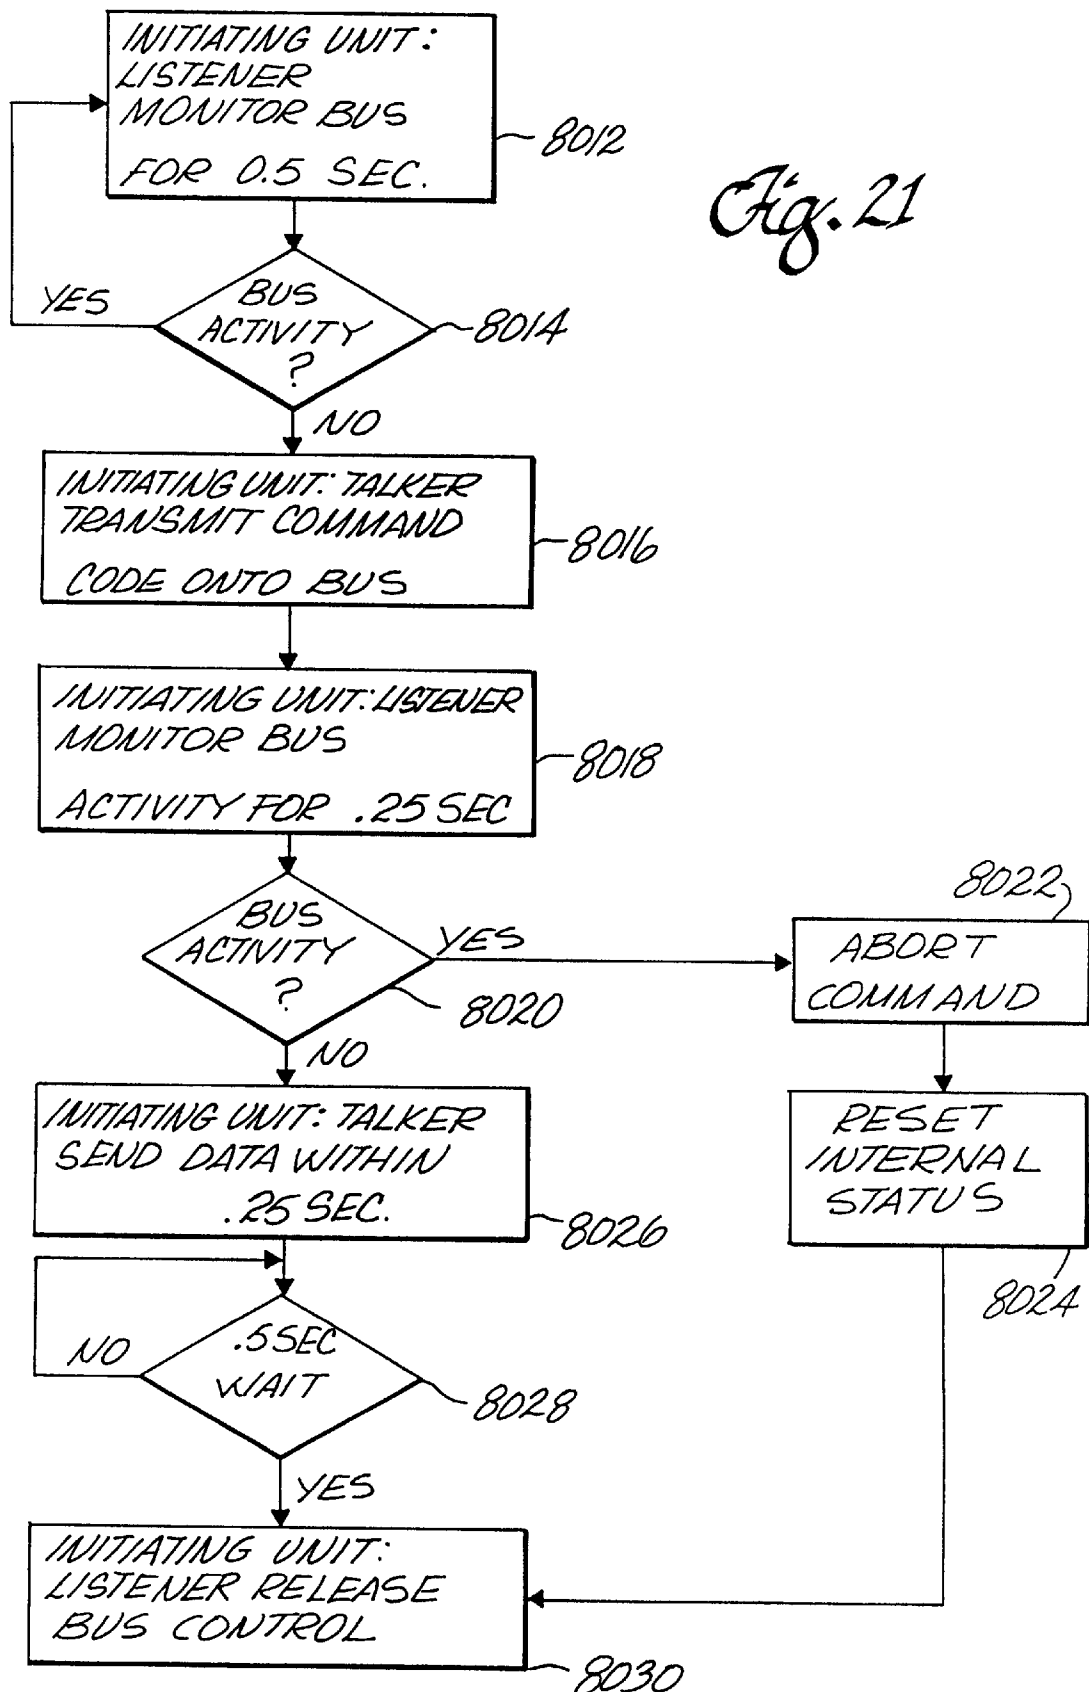 INITIATING UNIT:
LISTENER
MONITOR BUS
FOR 0.5 SEC.
8012
Fig. 21
YES
BUS
ACTIVITY
?
8014
NO
INITIATING UNIT: TALKER
TRANSMIT COMMAND
CODE ONTO BUS
8016
INITIATING UNIT: LISTENER
MONITOR BUS
ACTIVITY FOR .25 SEC
8018
BUS
ACTIVITY
?
YES
8020
NO
8022
ABORT
COMMAND
INITIATING UNIT: TALKER
SEND DATA WITHIN
.25 SEC.
8026
RESET
INTERNAL
STATUS
8024
NO
.5 SEC
WAIT
8028
YES
INITIATING UNIT:
LISTENER RELEASE
BUS CONTROL
8030